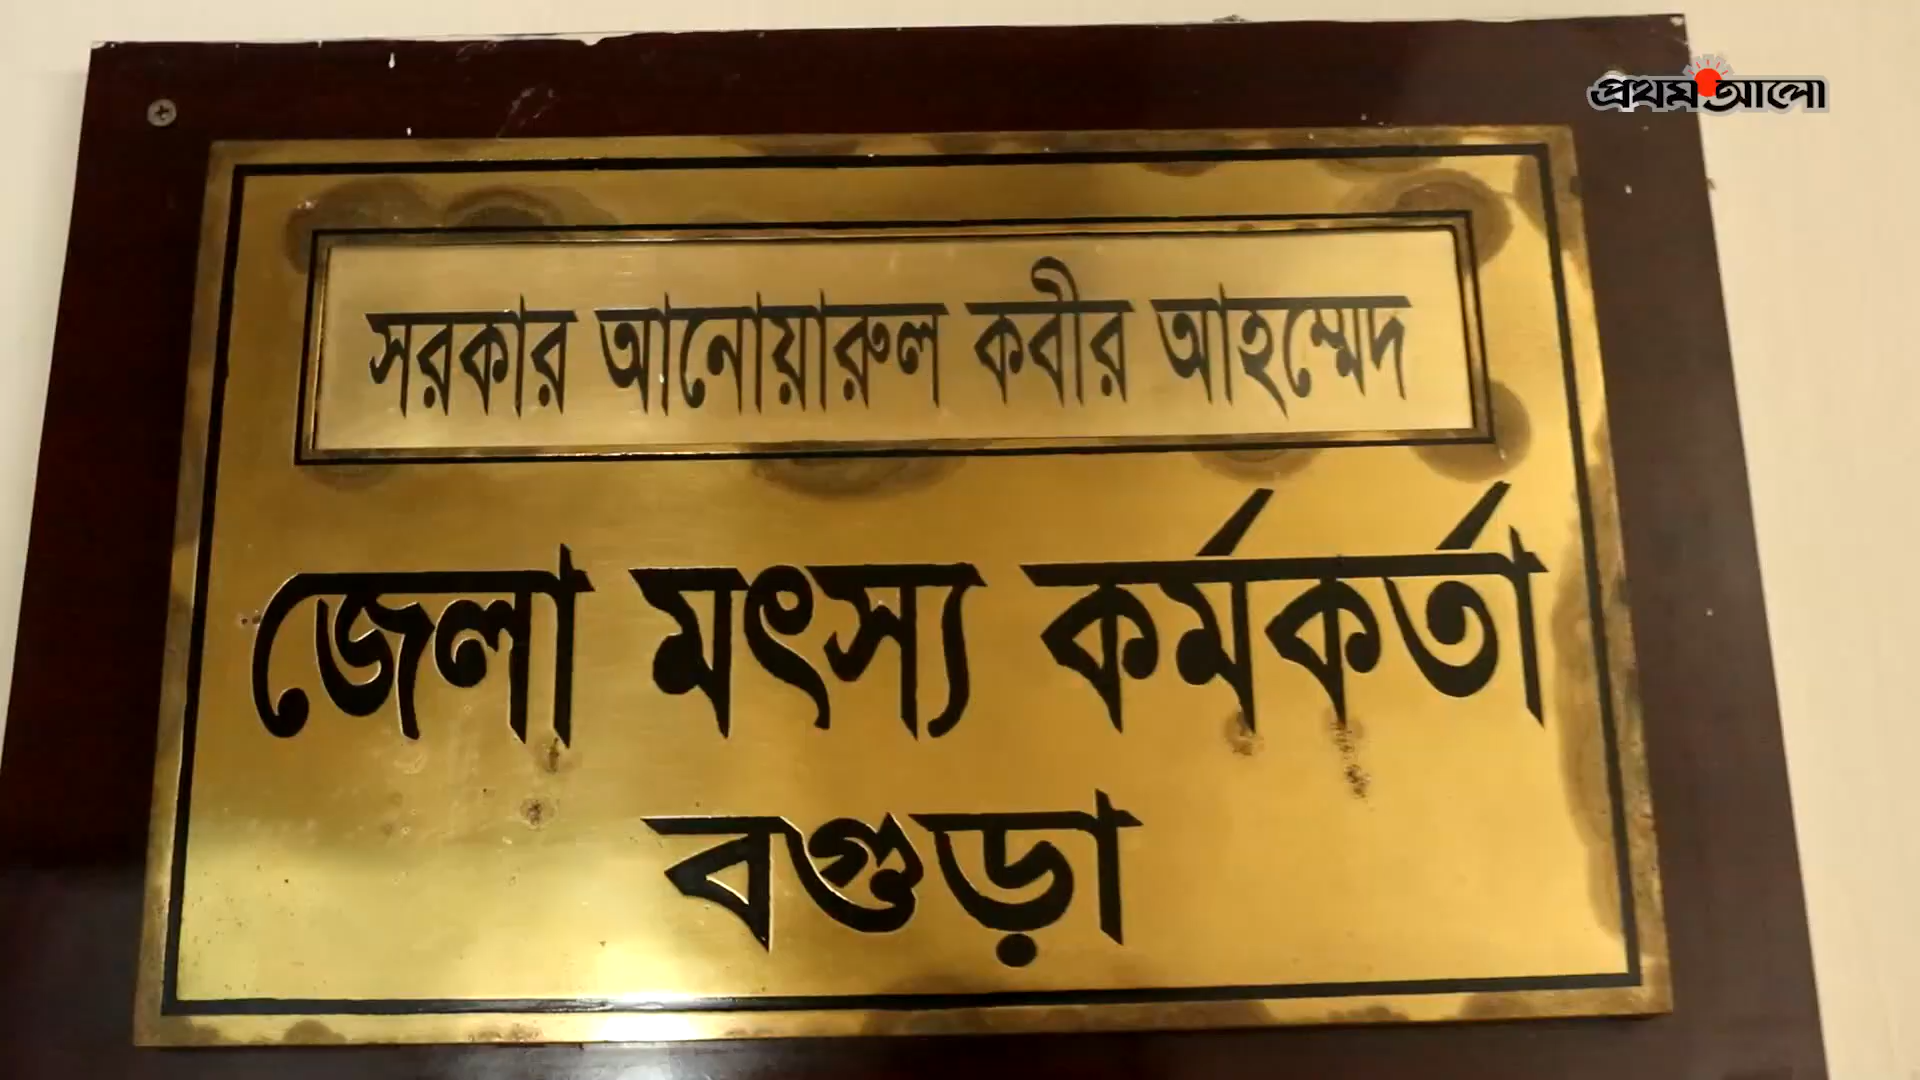 প্রথম আলো
সরকার আনোয়ারুল কবীর আহম্মেদ
জেলা মৎস্য কর্মকর্তা
বগুড়া